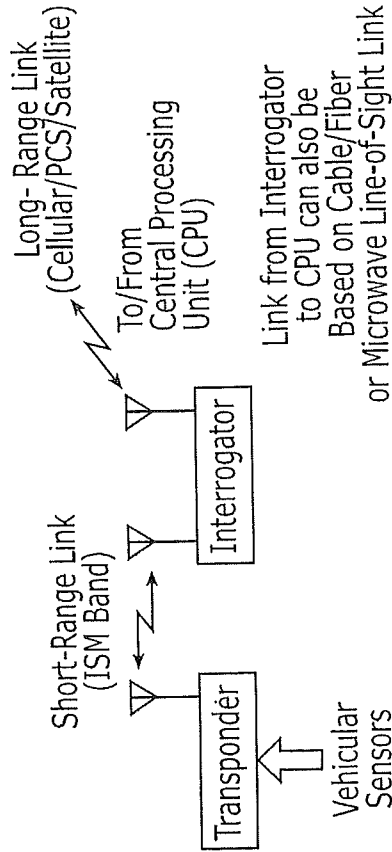 Long- Range Link
(Cellular/PCS/Satellite)
Short-Range Link
(ISM Band)
To/From
Central Processing
Unit (CPU)
Transponder
Interrogator
Vehicular
Sensors
Link from Interrogator
to CPU can also be
Based on Cable/Fiber
or Microwave Line-of-Sight Link